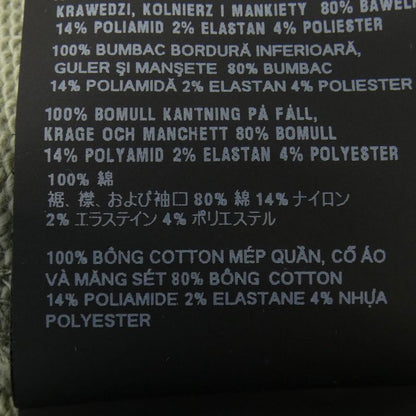 KRAWEDZI, KOLNIERZ I MANKIETY 80% BAWEŁ
14% POLIAMID 2% ELASTAN 4% POLIESTER
100% BUMBAC BORDURĂ INFERIOARĂ,
GULER ŞI MANŞETE 80% BUMBAC
14% POLIAMIDĂ 2% ELASTAN 4% POLIESTER
100% BOMULL KANTNING PÅ FÅLL,
KRAGE OCH MANCHETT 80% BOMULL
14% POLYAMID 2% ELASTAN 4% POLYESTER
100% 綿
裾、襟、および袖口 80% 綿 14% ナイロン
2% エラステイン 4% ポリエステル
100% BÔNG COTTON MÉP QUẦN, CỔ ÁO
VÀ MĂNG SÉT 80% BÔNG COTTON
14% POLIAMIDE 2% ELASTANE 4% NHỰA
POLYESTER